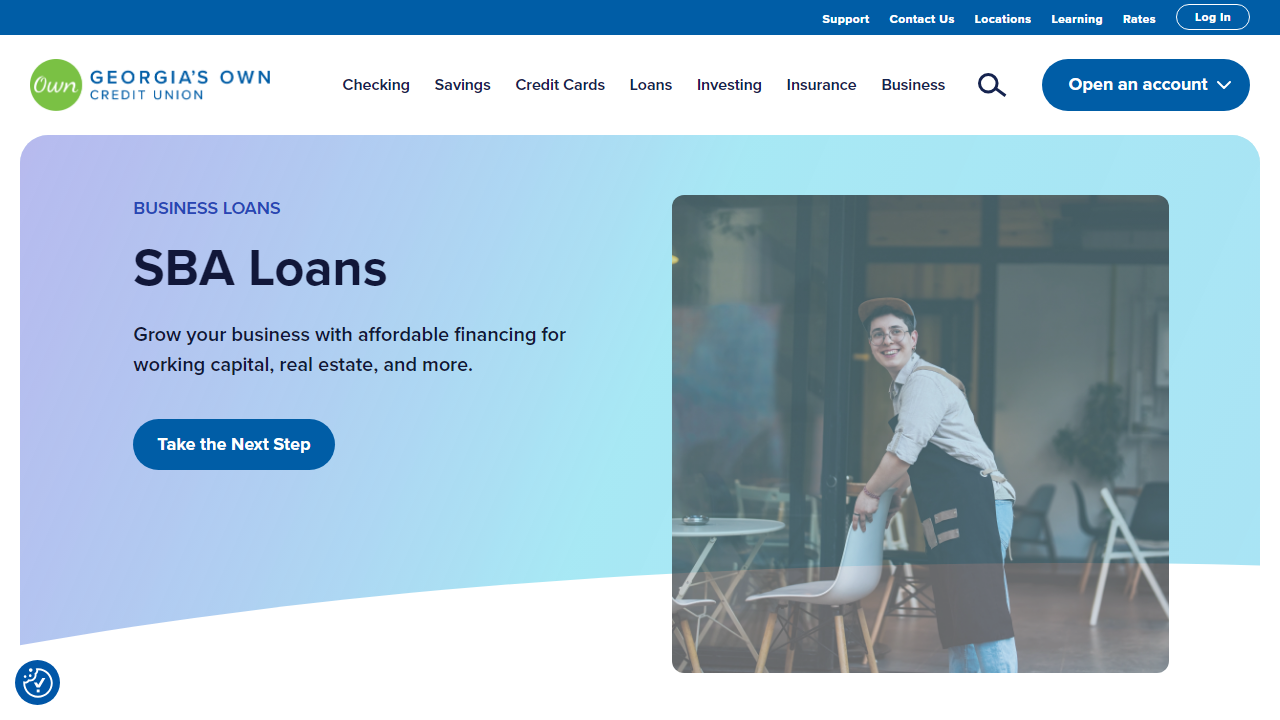 Support Contact Us Locations Learning Rates Log In
Own GEORGIA'S OWN
CREDIT UNION
Checking Savings Credit Cards Loans Investing Insurance Business Open an account
BUSINESS LOANS
SBA Loans
Grow your business with affordable financing for
working capital, real estate, and more.
Take the Next Step